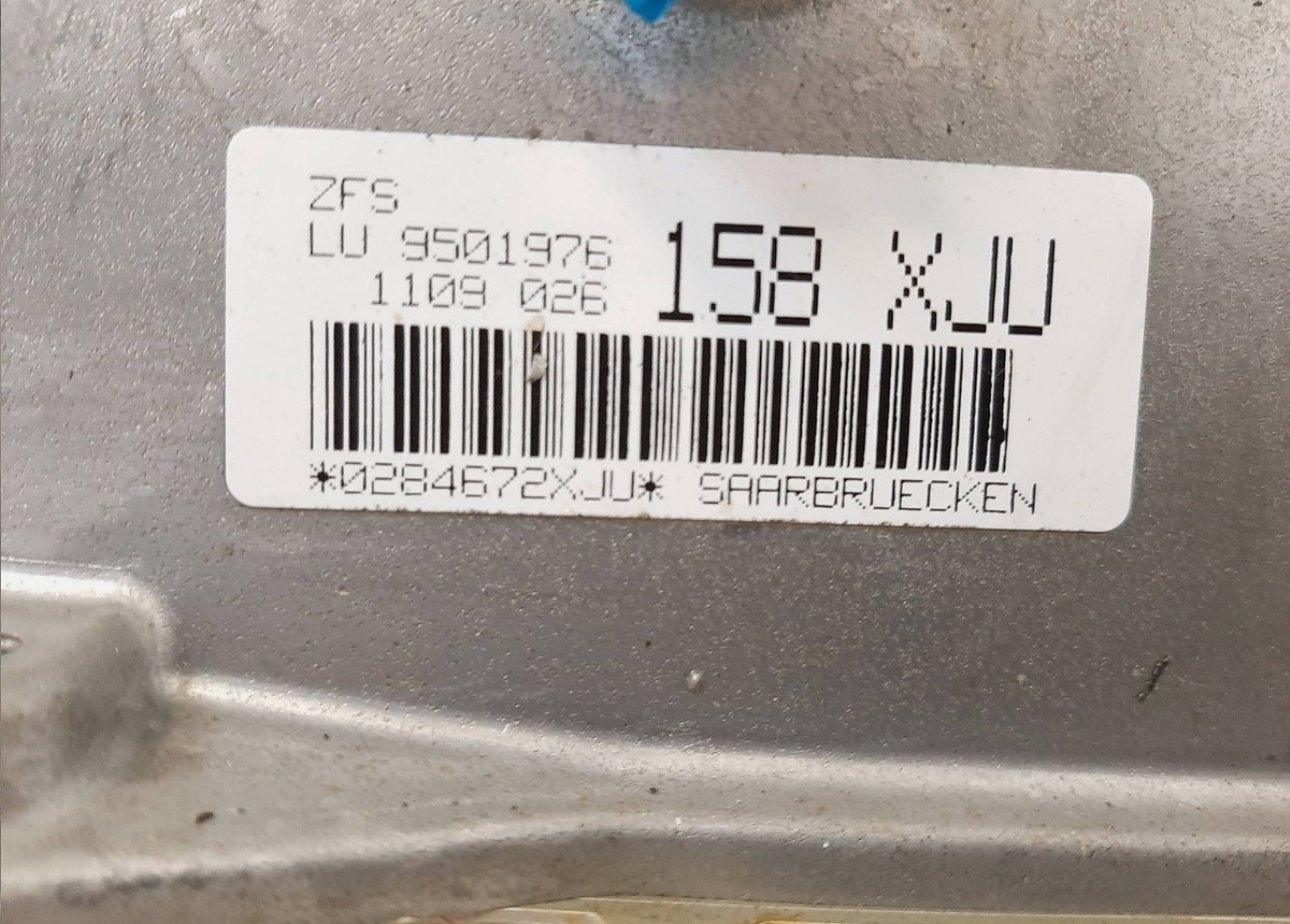 ZFS
LU 9501976 158 XJU
1109 026
*0284672XJU* SAARBRUECKEN